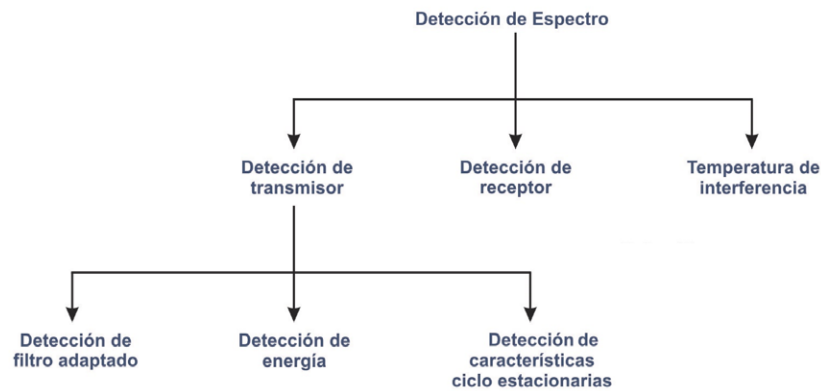 Detección de Espectro
Detección de
transmisor
Detección de
receptor
Temperatura de
interferencia
Detección de
filtro adaptado
Detección de
energía
Detección de
características
ciclo estacionarias